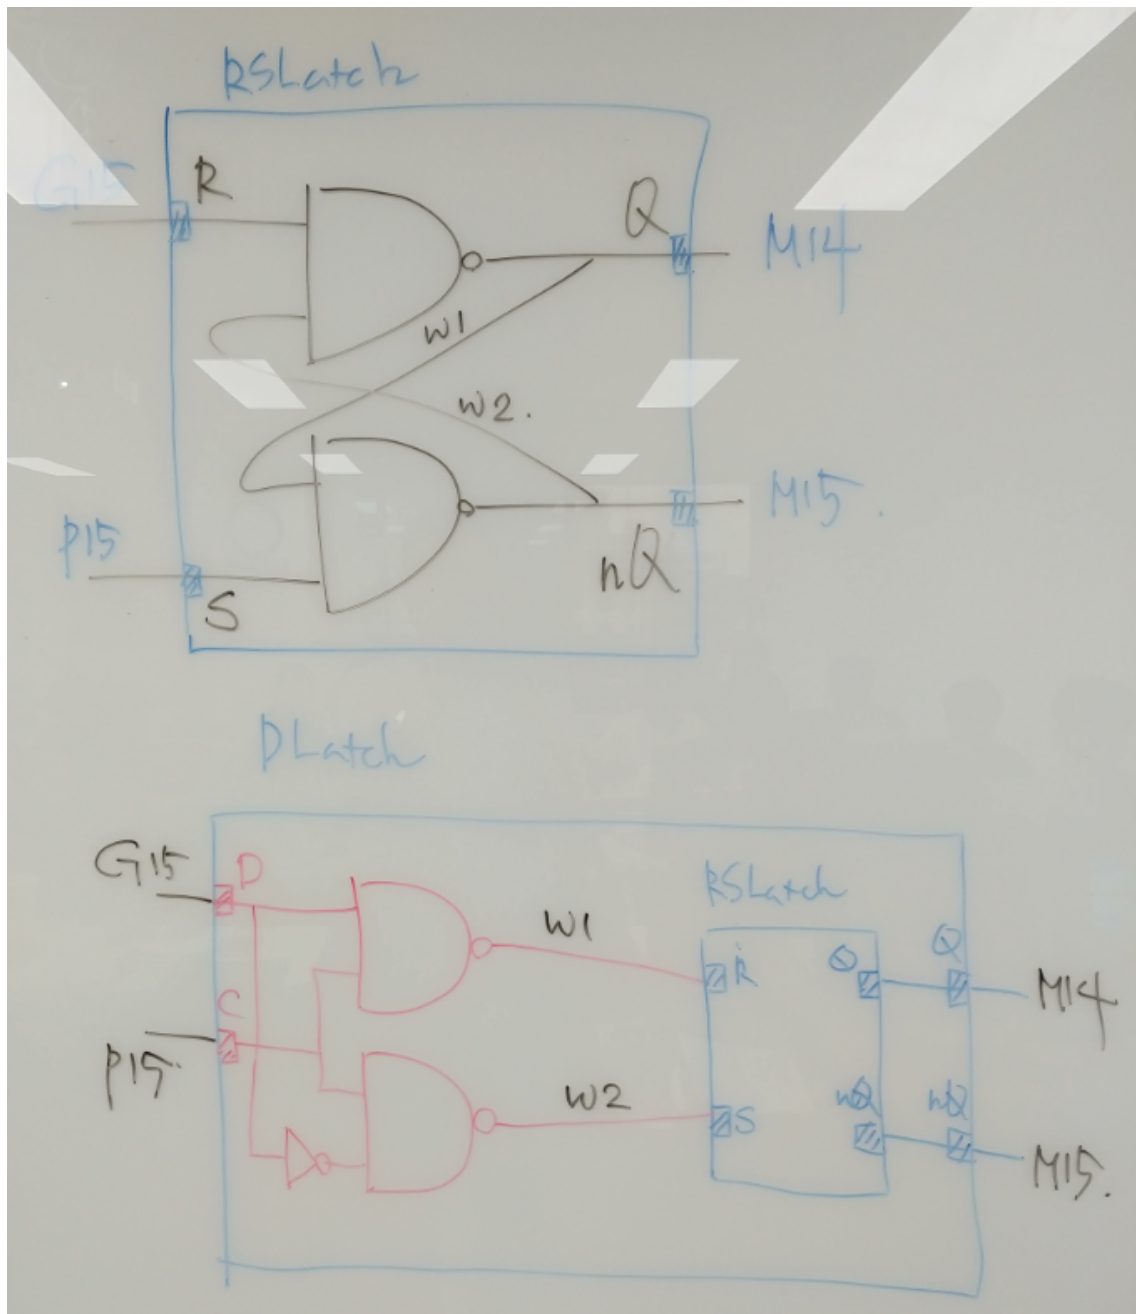 RSLatch
G15
R
Q
M14
W1
W2.
P15
M15.
nQ
S
DLatch
G15
D
RSLatch
W1
Q
R
Q
M14
C
P15.
W2
nQ
nQ
S
M15.